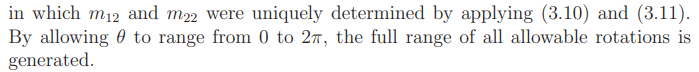 in which m₁₂ and m₂₂ were uniquely determined by applying (3.10) and (3.11).
By allowing θ to range from 0 to 2π, the full range of all allowable rotations is
generated.